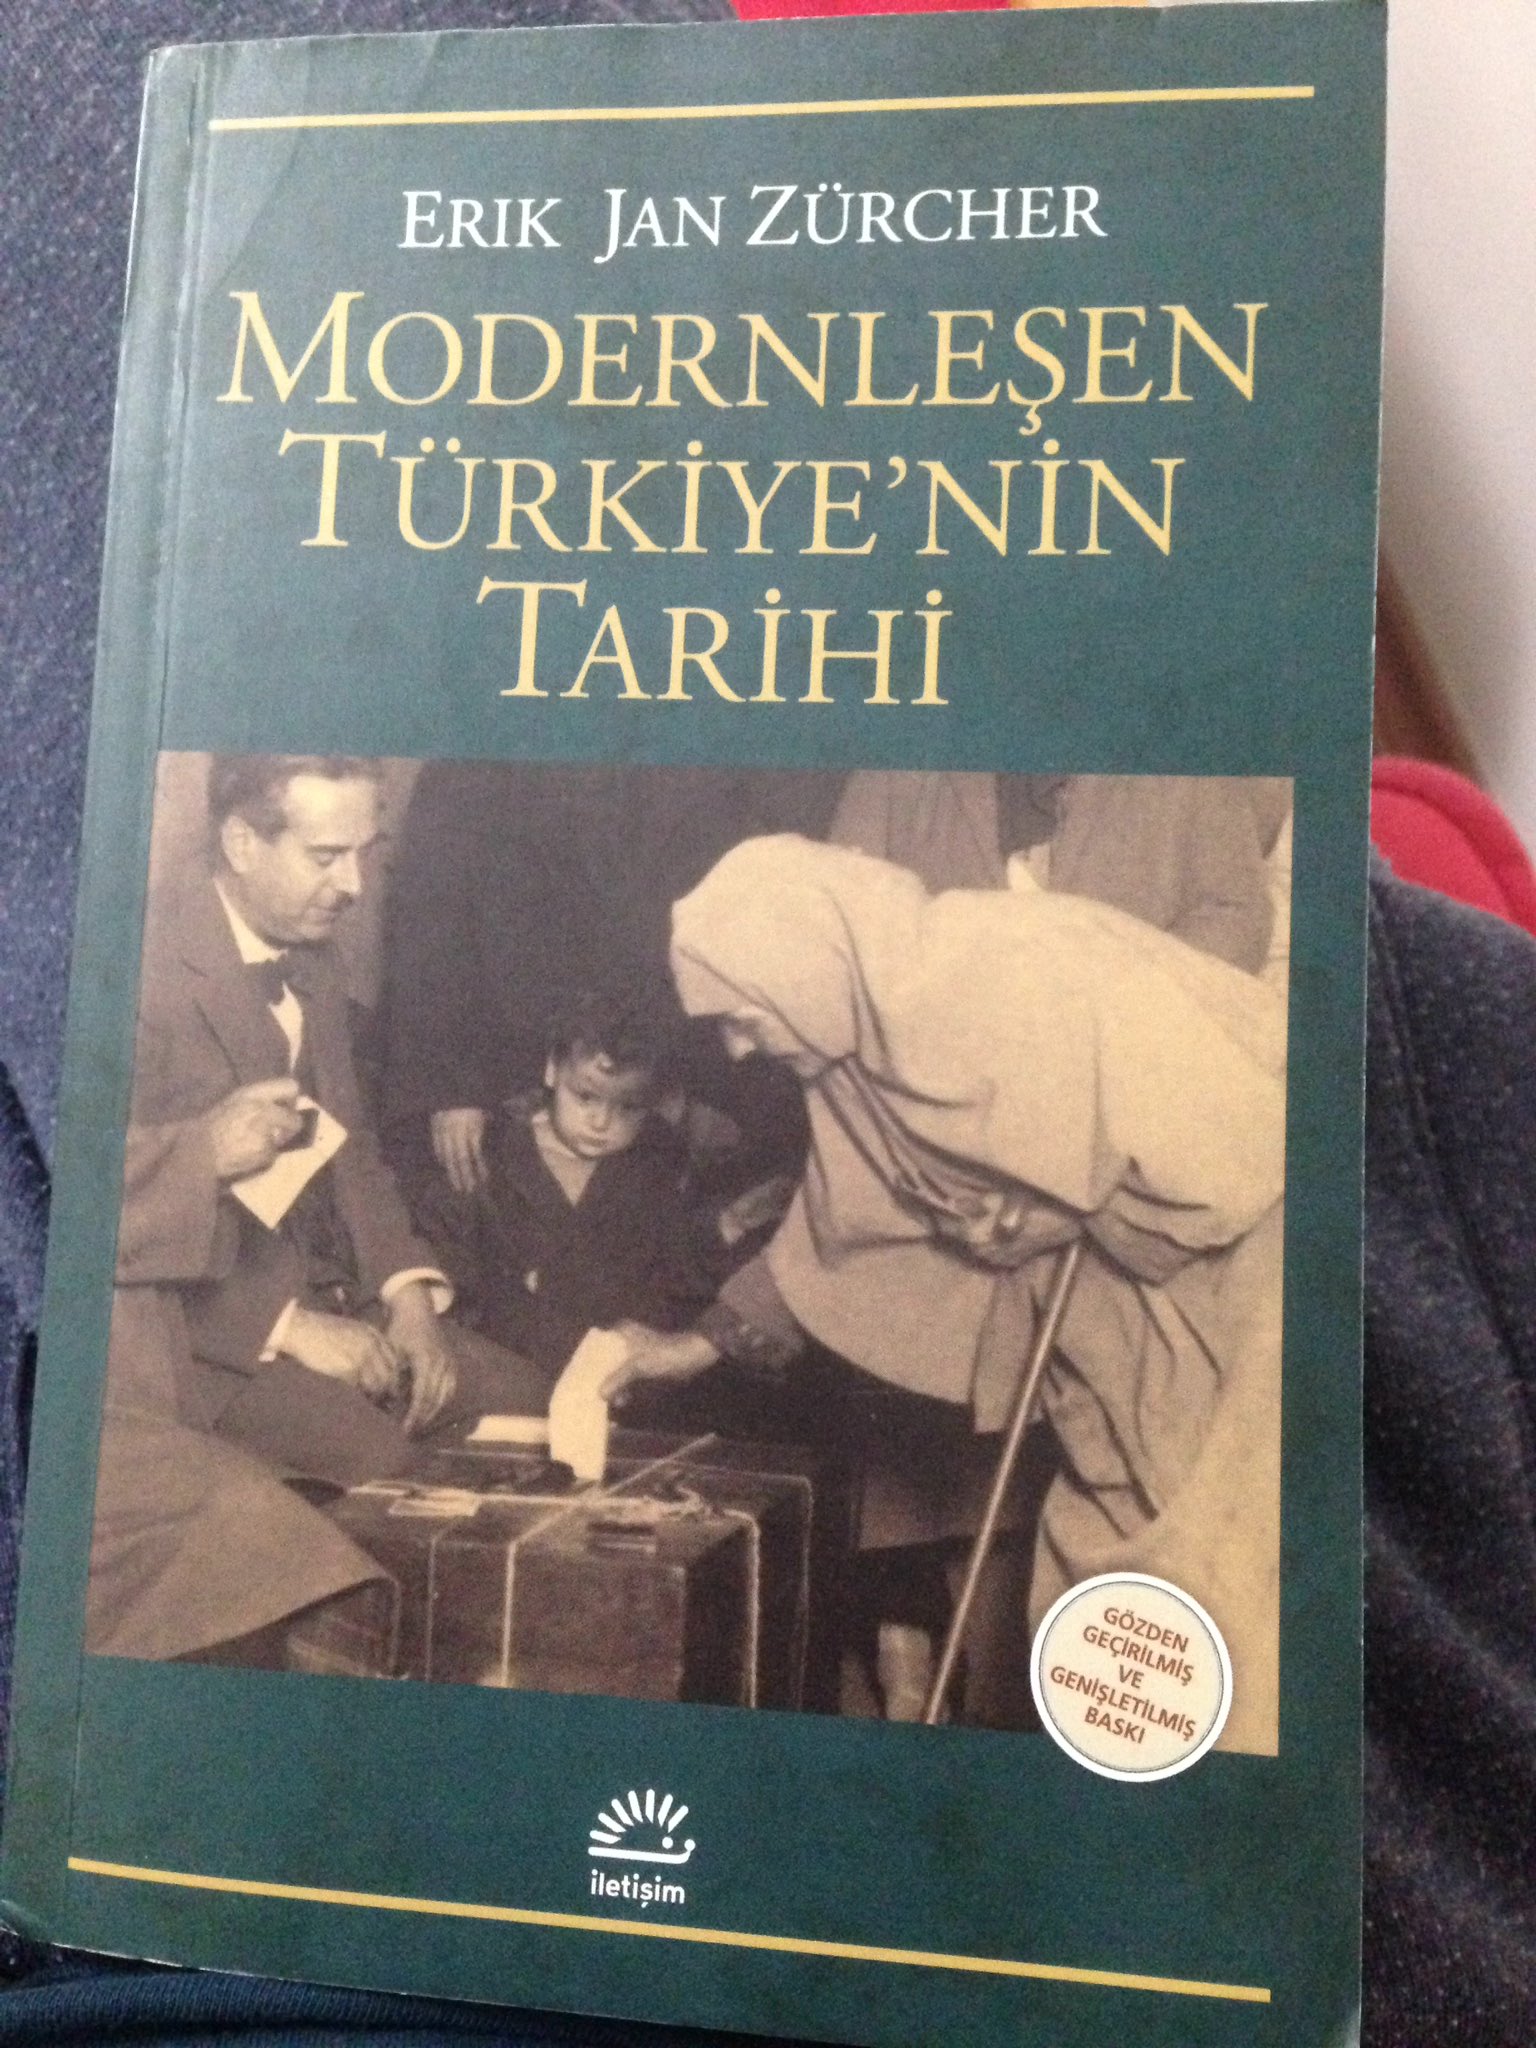 ERIK JAN ZÜRCHER
MODERNLEŞEN
TÜRKİYE'NİN
TARİHİ
GÖZDEN
GEÇİRİLMİŞ
VE
GENİŞLETİLMİŞ
BASKI
iletişim